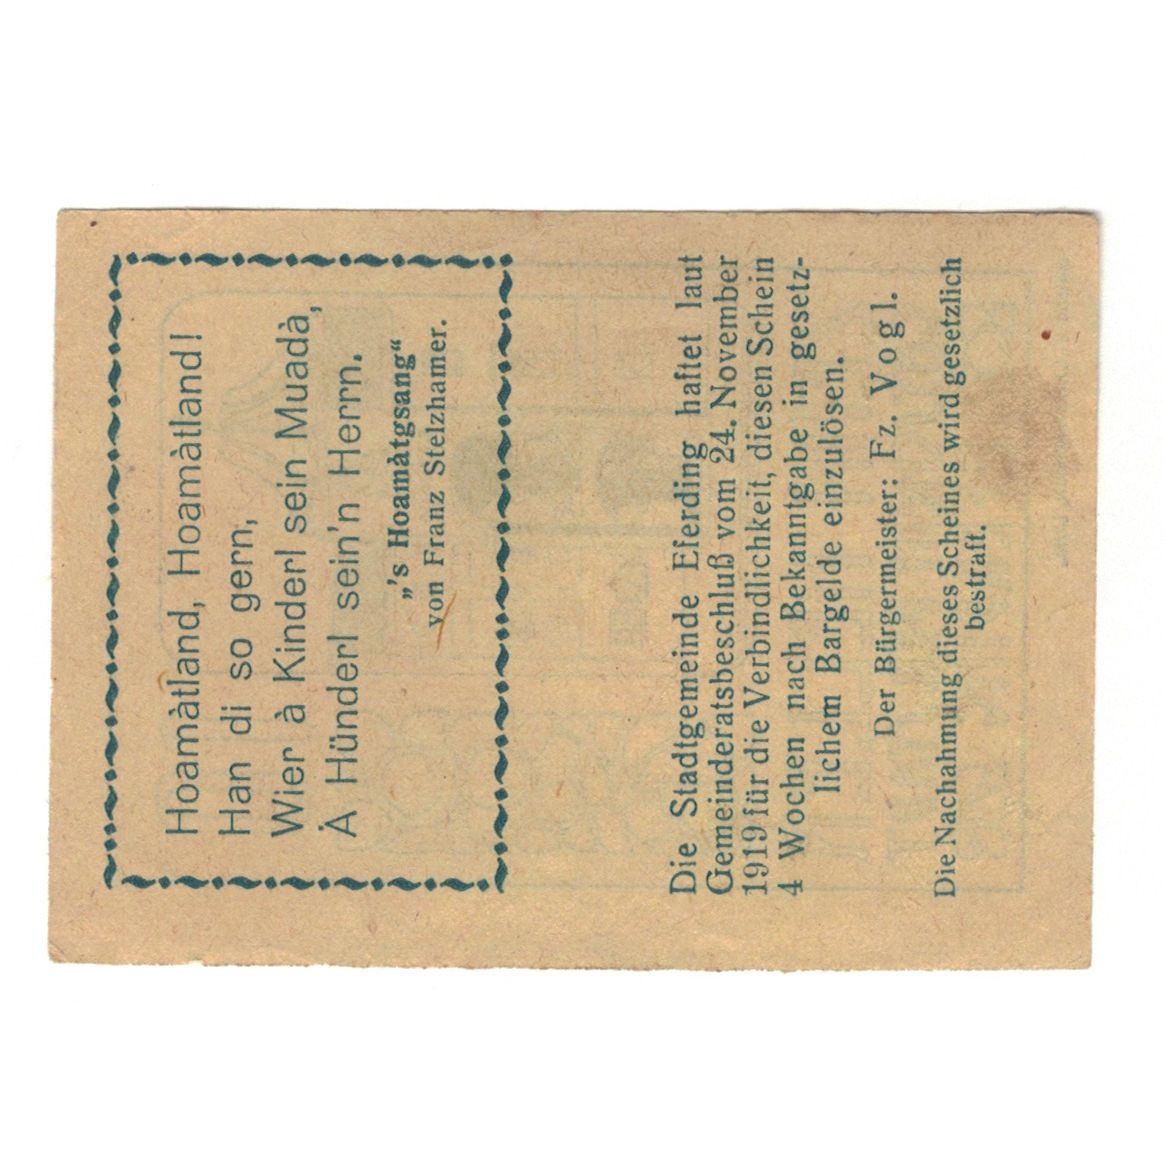 Hoamàtland, Hoamàtland!
Han di so gern,
Wier à Kinderl sein Muadà,
À Hünderl sein'n Herrn.
„'s Hoamàtgsang“
von Franz Stelzhamer.
Die Stadtgemeinde Eferding haftet laut
Gemeinderatsbeschluß vom 24. November
1919 für die Verbindlichkeit, diesen Schein
4 Wochen nach Bekanntgabe in gesetz-
lichem Bargelde einzulösen.
Der Bürgermeister: Fz. Vogl.
Die Nachahmung dieses Scheines wird gesetzlich
bestraft.